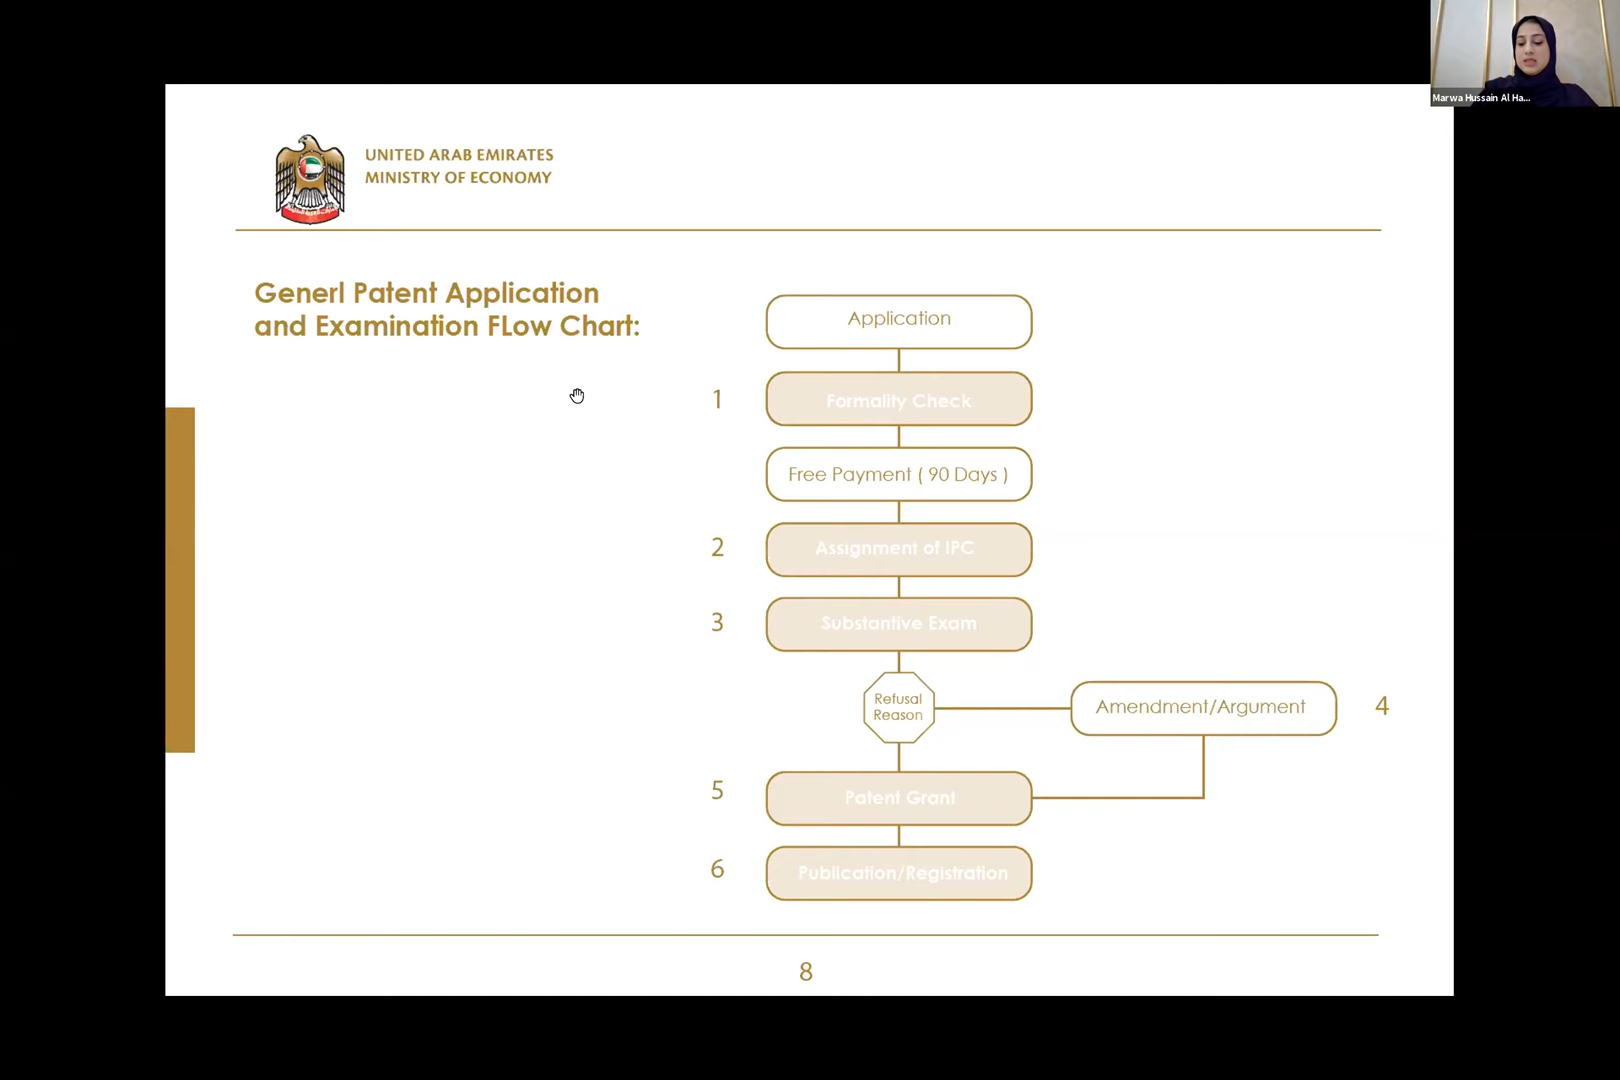 Marwa Hussain Al Ha...
UNITED ARAB EMIRATES
MINISTRY OF ECONOMY
Generl Patent Application
and Examination FLow Chart:
Application
1
Formality Check
Free Payment ( 90 Days )
2
Assignment of IPC
3
Substantive Exam
Refusal
Reason
Amendment/Argument
4
5
Patent Grant
6
Publication/Registration
8